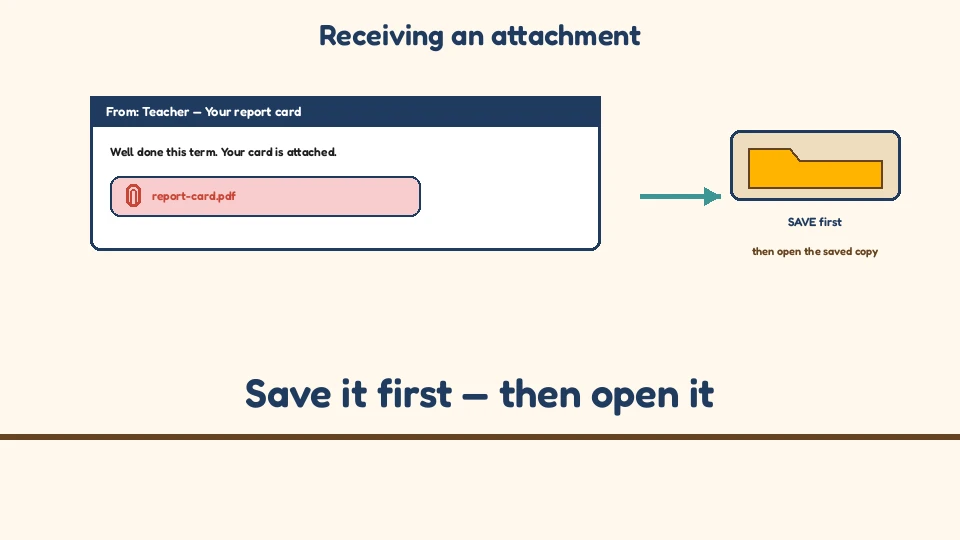 Receiving an attachment
From: Teacher — Your report card
Well done this term. Your card is attached.
report-card.pdf
SAVE first
then open the saved copy
Save it first — then open it